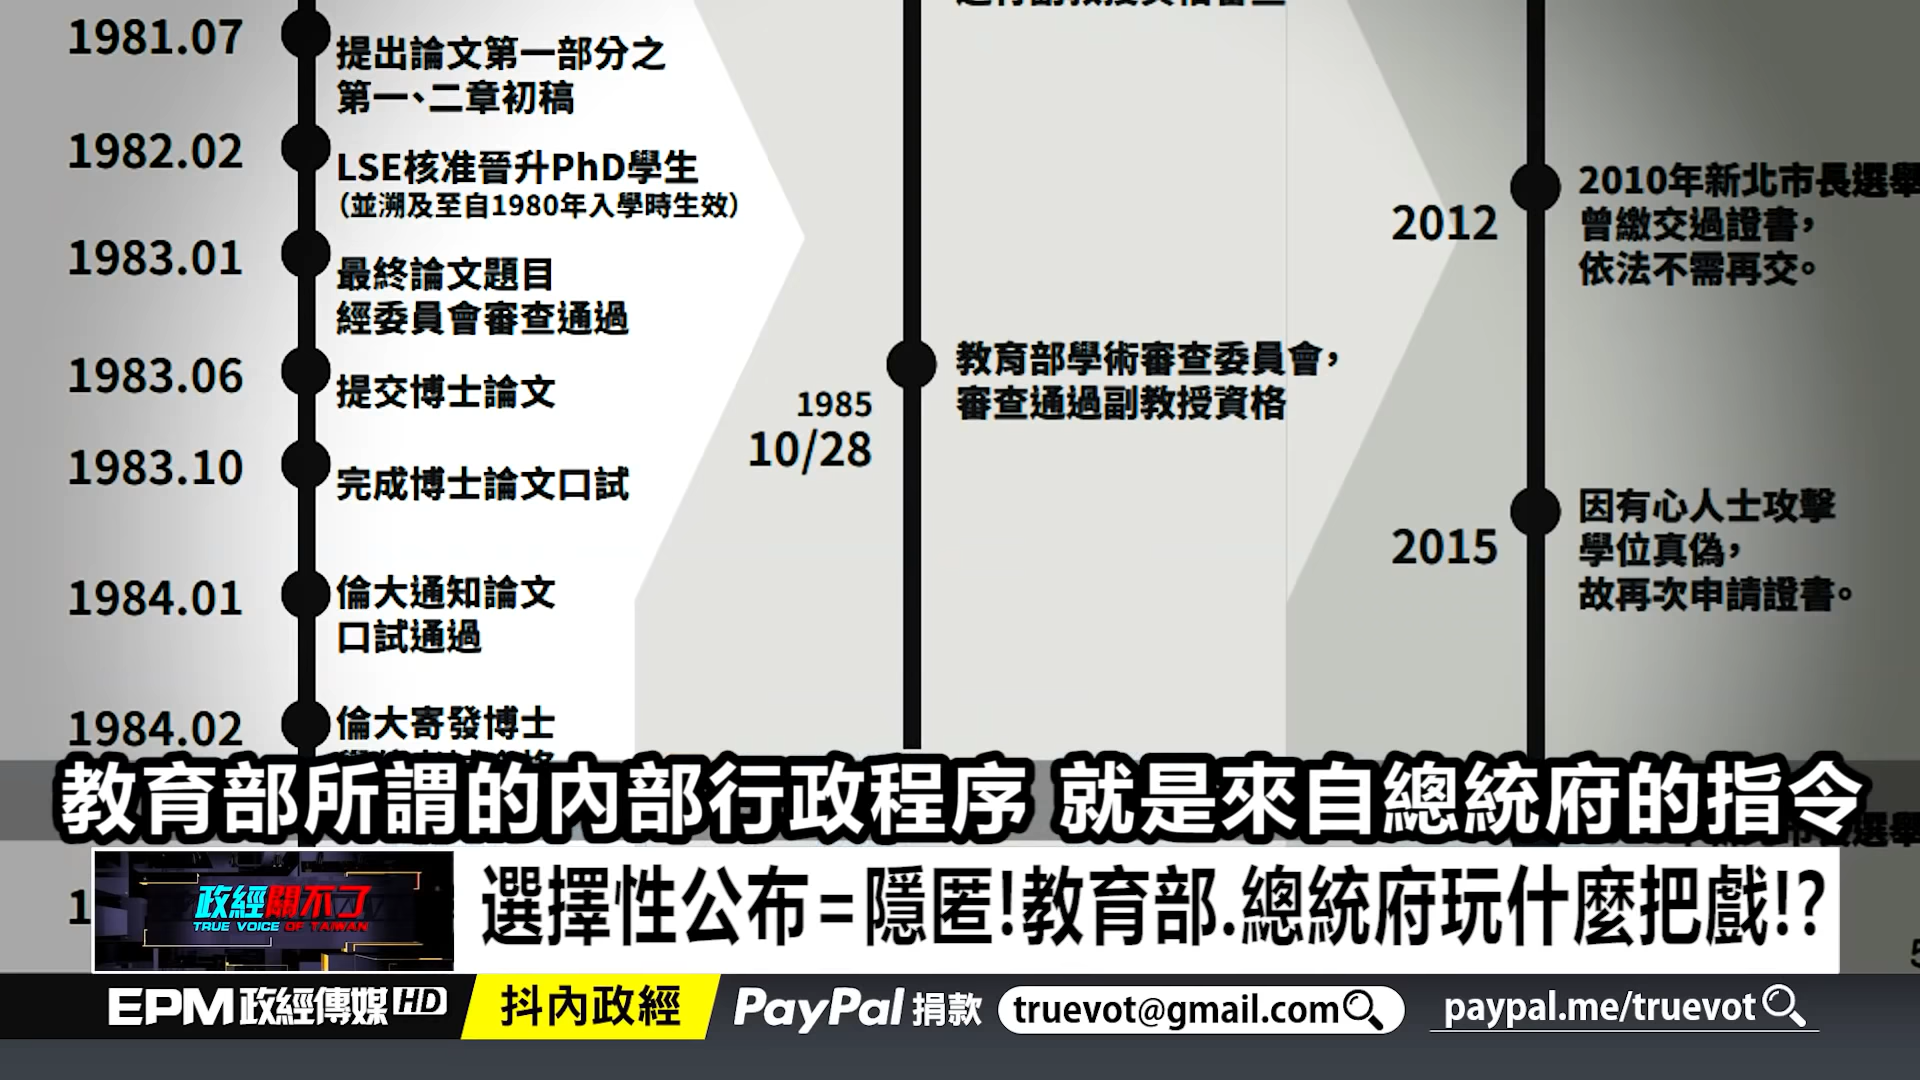 1981.07
提出論文第一部分之
第一、二章初稿
1982.02
LSE核准晉升PhD學生
(並溯及至自1980年入學時生效)
1983.01
最終論文題目
經委員會審查通過
1983.06
提交博士論文
1983.10
完成博士論文口試
1984.01
倫大通知論文
口試通過
1984.02
倫大寄發博士
1985
10/28
教育部學術審查委員會,
審查通過副教授資格
2012
2010年新北市長選舉
曾繳交過證書,
依法不需再交。
2015
因有心人士攻擊
學位真偽,
故再次申請證書。
教育部所謂的內部行政程序 就是來自總統府的指令
政經關不了
TRUE VOICE OF TAIWAN
選擇性公布=隱匿!教育部.總統府玩什麼把戲!?
EPM政經傳媒HD
抖內政經
PayPal 捐款
truevot@gmail.com
paypal.me/truevot